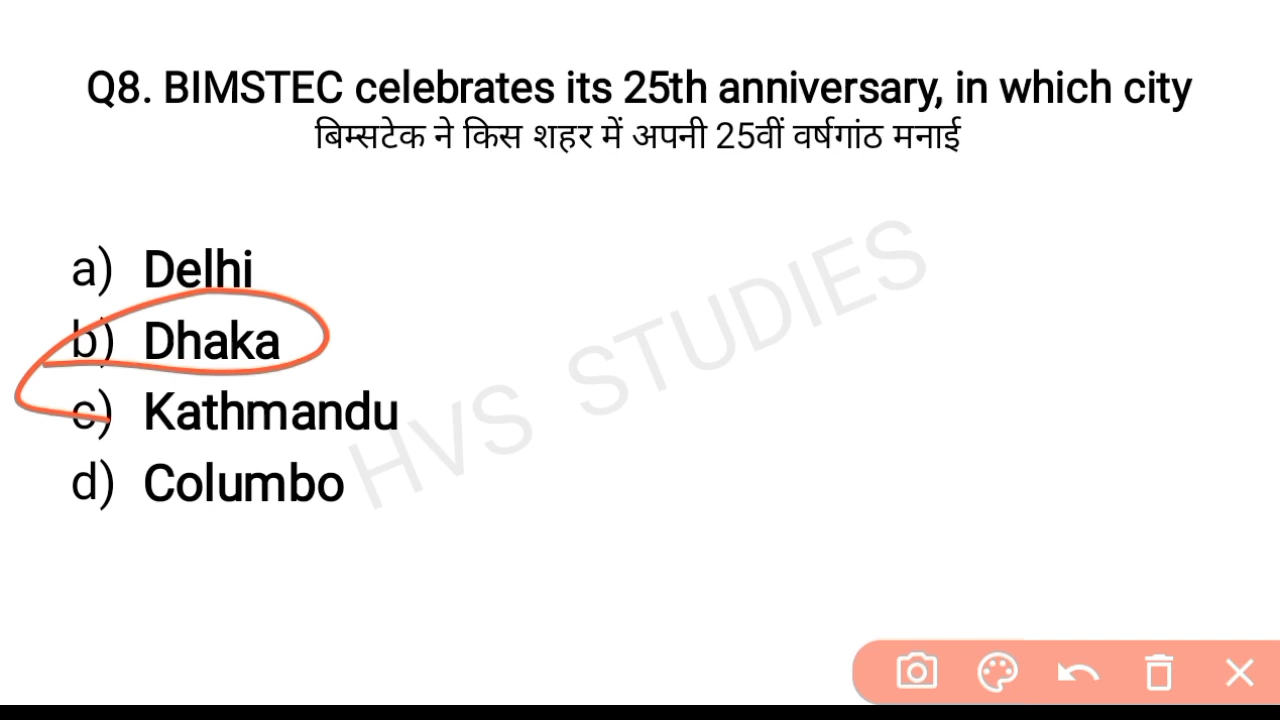 Q8. BIMSTEC celebrates its 25th anniversary, in which city
बिम्सटेक ने किस शहर में अपनी 25वीं वर्षगांठ मनाई
a) Delhi
b) Dhaka
c) Kathmandu
d) Columbo
HVS STUDIES